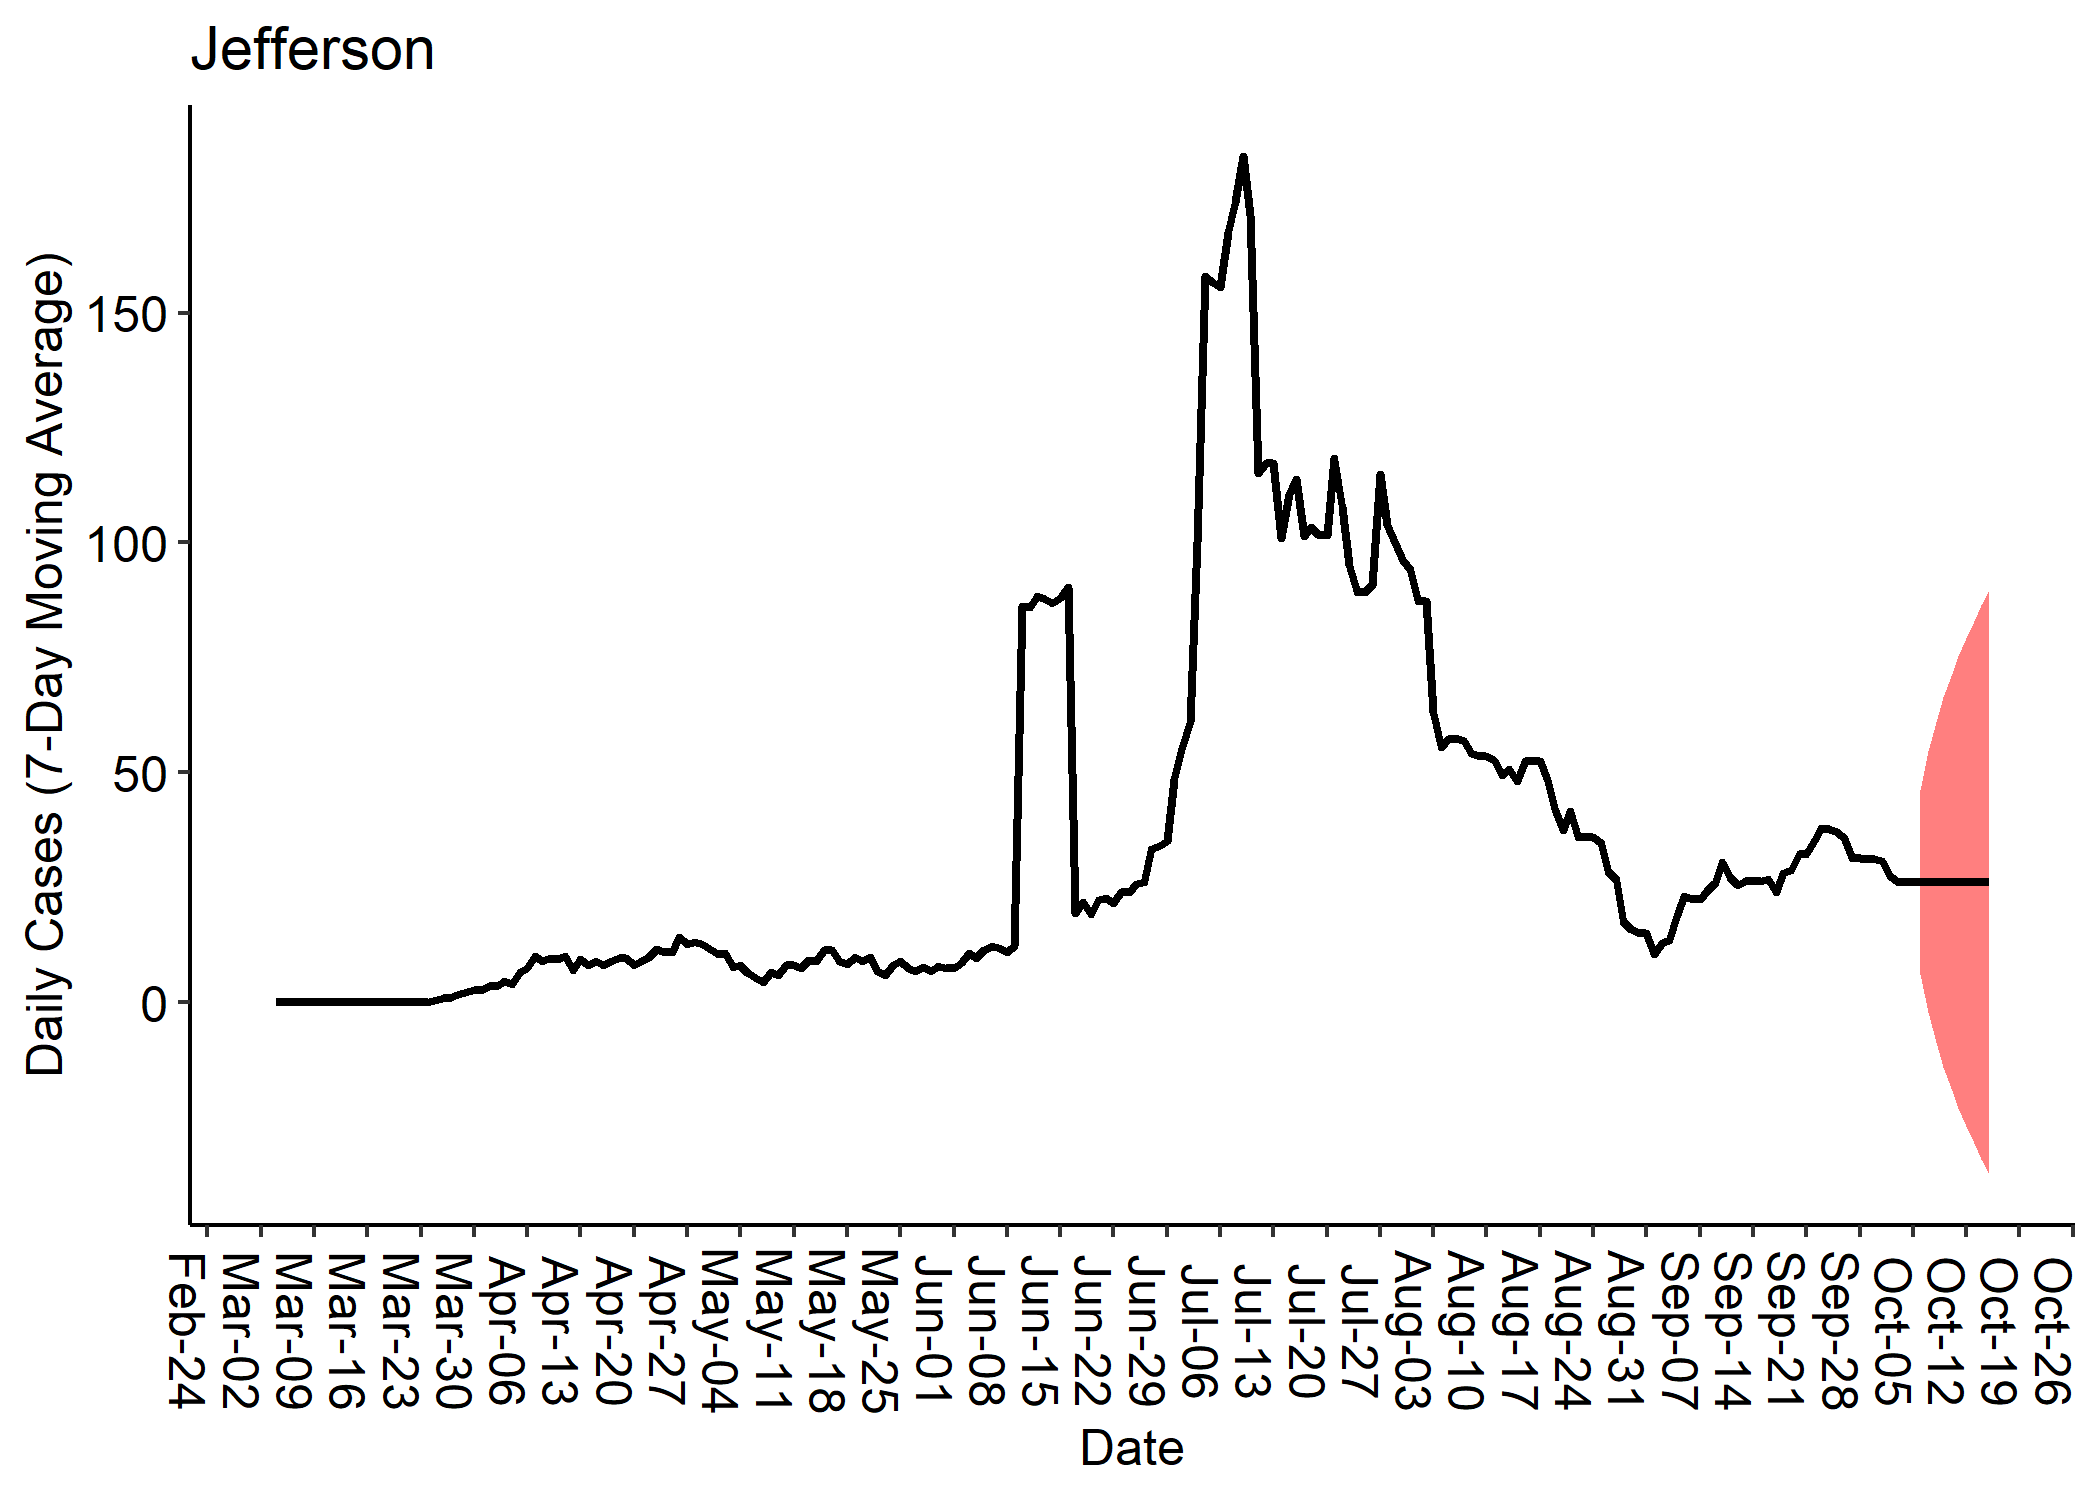 Jefferson
Daily Cases (7-Day Moving Average)
150
100
50
0
Feb-24
Mar-02
Mar-09
Mar-16
Mar-23
Mar-30
Apr-06
Apr-13
Apr-20
Apr-27
May-04
May-11
May-18
May-25
Jun-01
Jun-08
Jun-15
Jun-22
Jun-29
Jul-06
Jul-13
Jul-20
Jul-27
Aug-03
Aug-10
Aug-17
Aug-24
Aug-31
Sep-07
Sep-14
Sep-21
Sep-28
Oct-05
Oct-12
Oct-19
Oct-26
Date